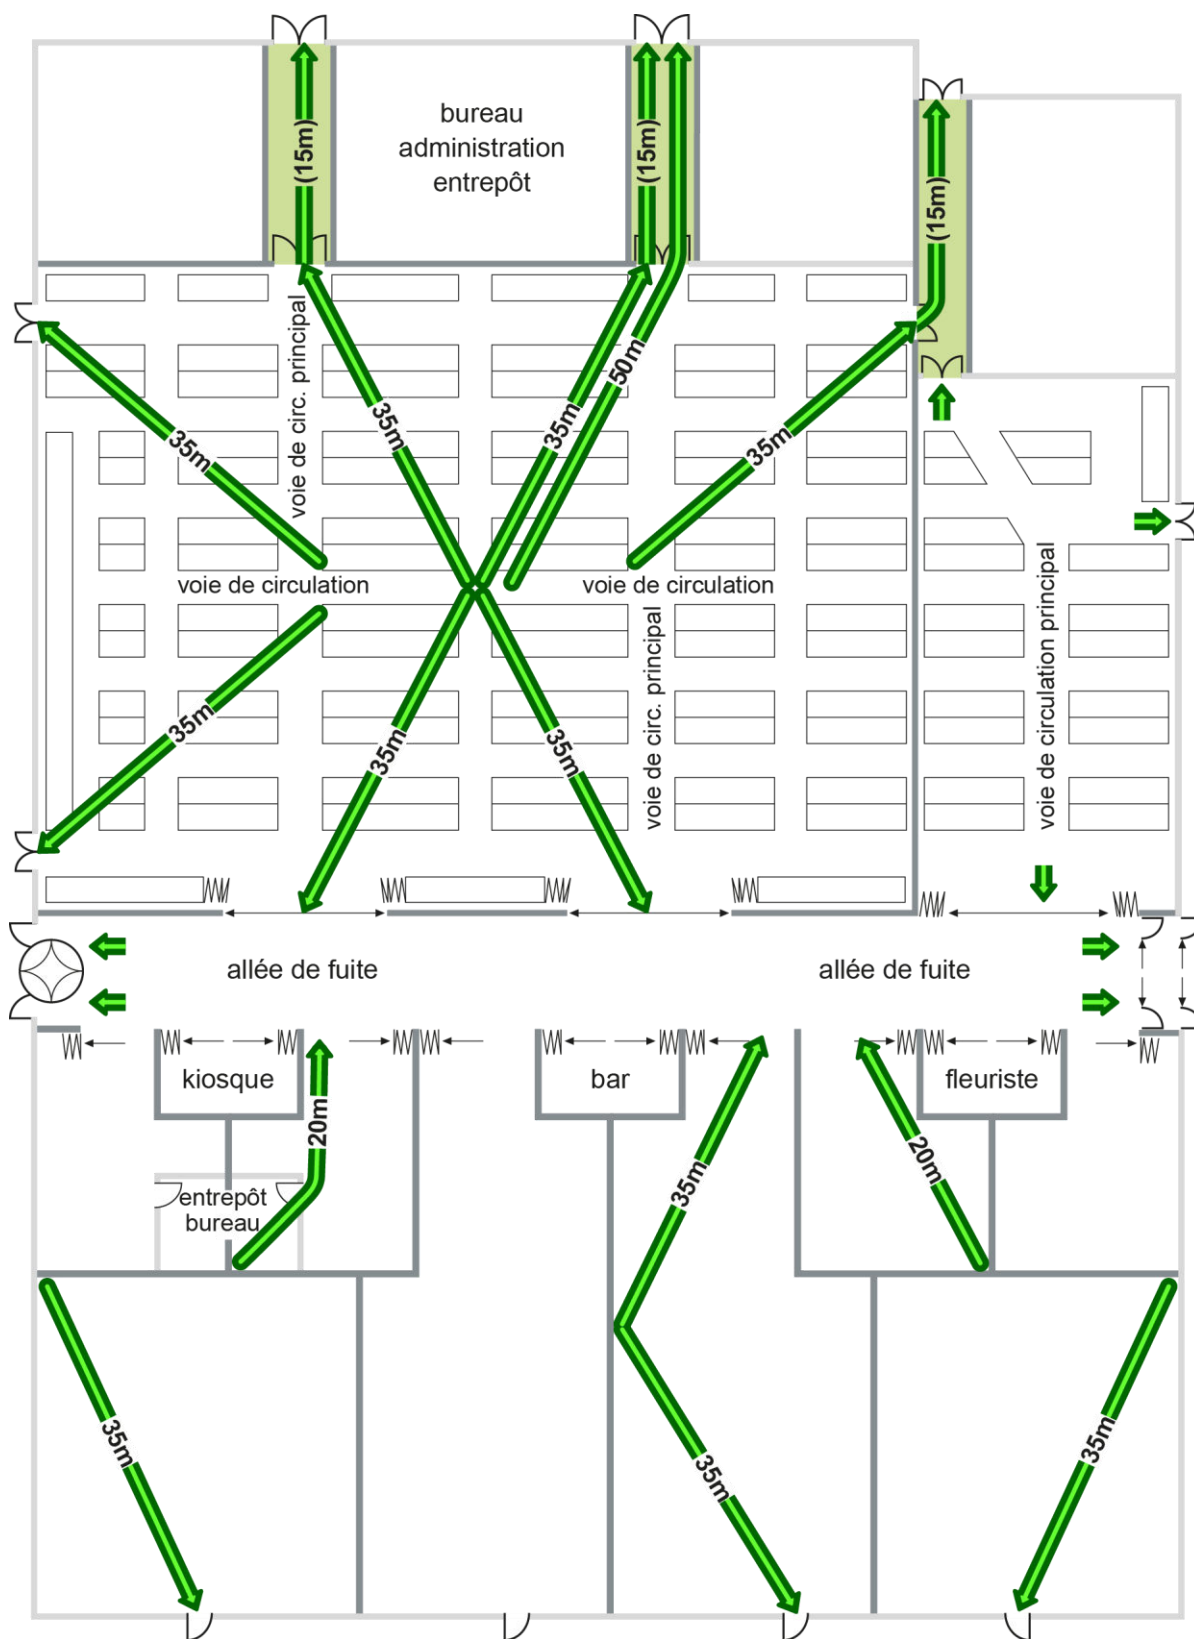 bureau
administration
entrepôt
(15m)
(15m)
(15m)
voie de circ. principal
35m
35m
35m
50m
35m
voie de circulation
voie de circulation
voie de circulation principal
voie de circ. principal
35m
35m
35m
allée de fuite
allée de fuite
kiosque
bar
fleuriste
20m
35m
20m
entrepôt
bureau
35m
35m
35m